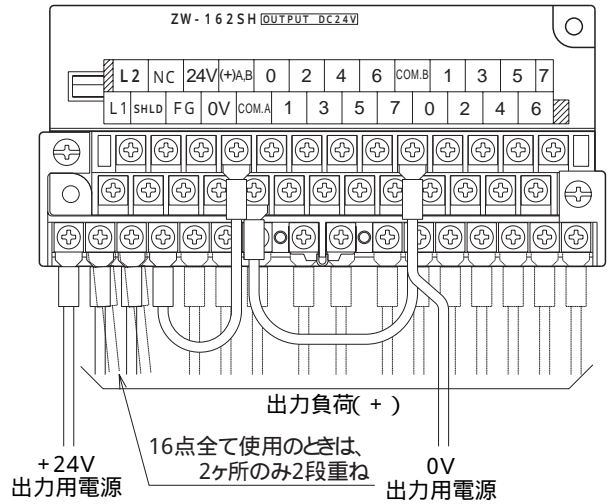 ZW-162SH OUTPUT DC24V
L2 NC 24V (+)A,B 0 2 4 6 COM.B 1 3 5 7
L1 SHLD FG 0V COM.A 1 3 5 7 0 2 4 6
出力負荷( + )
16点全て使用のときは、
2ヶ所のみ2段重ね
+24V
出力用電源
0V
出力用電源